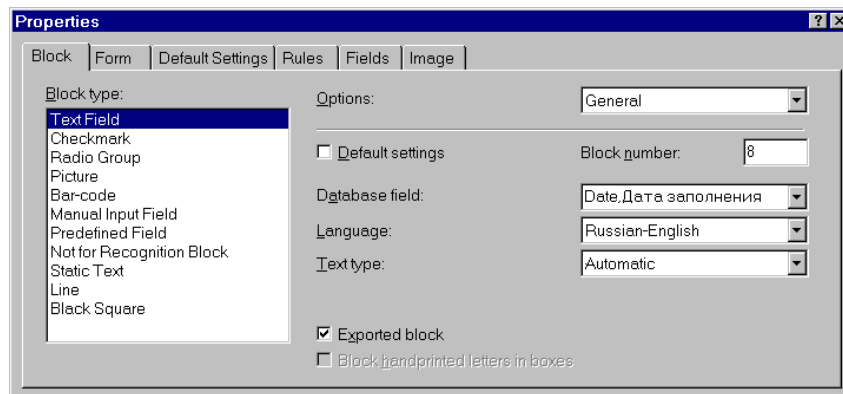 Properties
Block Form Default Settings Rules Fields Image
Block type:
Text Field
Checkmark
Radio Group
Picture
Bar-code
Manual Input Field
Predefined Field
Not for Recognition Block
Static Text
Line
Black Square
Options: General
Default settings Block number: 8
Database field: Date,Дата заполнения
Language: Russian-English
Text type: Automatic
Exported block
Block handprinted letters in boxes